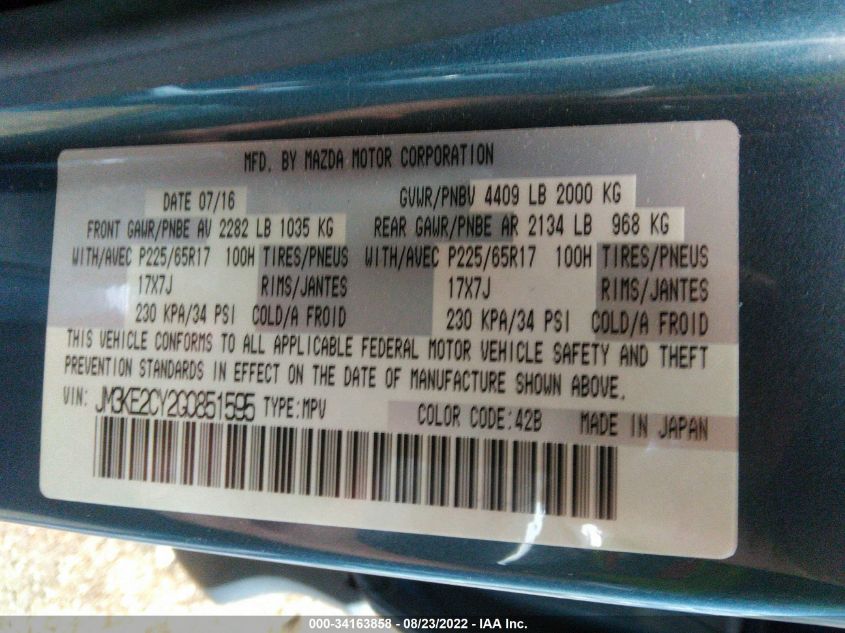 MFD. BY MAZDA MOTOR CORPORATION
DATE 07/16 GVWR/PNBV 4409 LB 2000 KG
FRONT GAWR/PNBE AV 2282 LB 1035 KG REAR GAWR/PNBE AR 2134 LB 968 KG
WITH/AVEC P225/65R17 100H TIRES/PNEUS WITH/AVEC P225/65R17 100H TIRES/PNEUS
17X7J RIMS/JANTES 17X7J RIMS/JANTES
230 KPA/34 PSI COLD/A FROID 230 KPA/34 PSI COLD/A FROID
THIS VEHICLE CONFORMS TO ALL APPLICABLE FEDERAL MOTOR VEHICLE SAFETY AND THEFT
PREVENTION STANDARDS IN EFFECT ON THE DATE OF MANUFACTURE SHOWN ABOVE.
VIN: JM3KE2CY2G0851595 TYPE:MPV COLOR CODE:42B MADE IN JAPAN
000-34163858 - 08/23/2022 - IAA Inc.